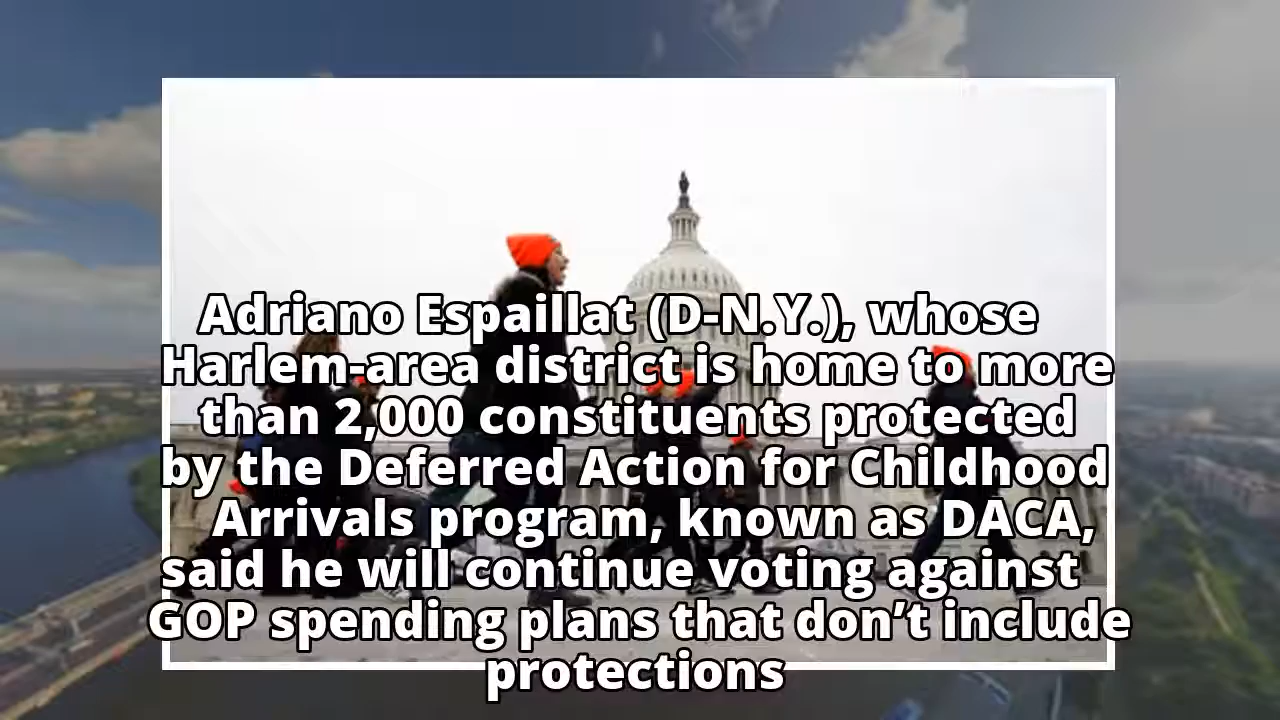 Adriano Espaillat (D-N.Y.), whose
Harlem-area district is home to more
than 2,000 constituents protected
by the Deferred Action for Childhood
Arrivals program, known as DACA,
said he will continue voting against
GOP spending plans that don’t include
protections